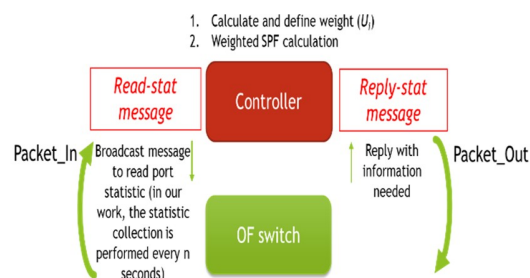 1. Calculate and define weight (Uᵢ)
2. Weighted SPF calculation
Read-stat
message
Controller
Reply-stat
message
Packet_In
Broadcast message
to read port
statistic (in our
work, the statistic
collection is
performed every n
seconds)
Reply with
information
needed
Packet_Out
OF switch